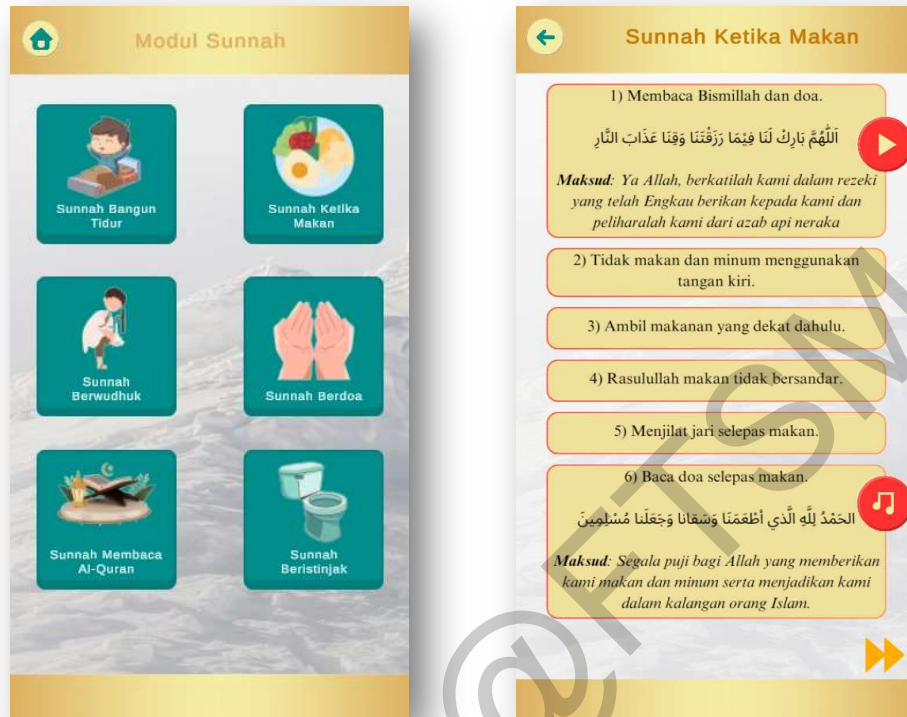 Modul Sunnah
Sunnah Bangun
Tidur
Sunnah Ketika
Makan
Sunnah
Berwudhuk
Sunnah Berdoa
Sunnah Membaca
Al-Quran
Sunnah
Beristinjak
Sunnah Ketika Makan
1) Membaca Bismillah dan doa.
اَللّٰهُمَّ بَارِكْ لَنَا فِيْمَا رَزَقْتَنَا وَقِنَا عَذَابَ النَّارِ
Maksud: Ya Allah, berkatilah kami dalam rezeki
yang telah Engkau berikan kepada kami dan
peliharalah kami dari azab api neraka
2) Tidak makan dan minum menggunakan
tangan kiri.
3) Ambil makanan yang dekat dahulu.
4) Rasulullah makan tidak bersandar.
5) Menjilat jari selepas makan.
6) Baca doa selepas makan.
الحَمْدُ لِلَّهِ الَّذي أطْعَمَنَا وَسَقانا وَجَعَلَنا مُسْلِمِينَ
Maksud: Segala puji bagi Allah yang memberikan
kami makan dan minum serta menjadikan kami
dalam kalangan orang Islam.
@FTSM